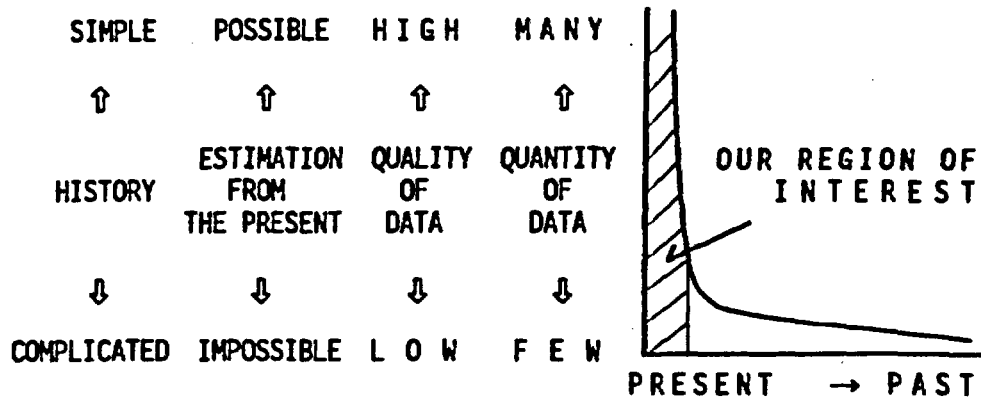 SIMPLE POSSIBLE HIGH MANY
⇧ ⇧ ⇧ ⇧
ESTIMATION QUALITY QUANTITY OUR REGION OF
HISTORY FROM OF OF INTEREST
THE PRESENT DATA DATA
⇩ ⇩ ⇩ ⇩
COMPLICATED IMPOSSIBLE LOW FEW
PRESENT → PAST